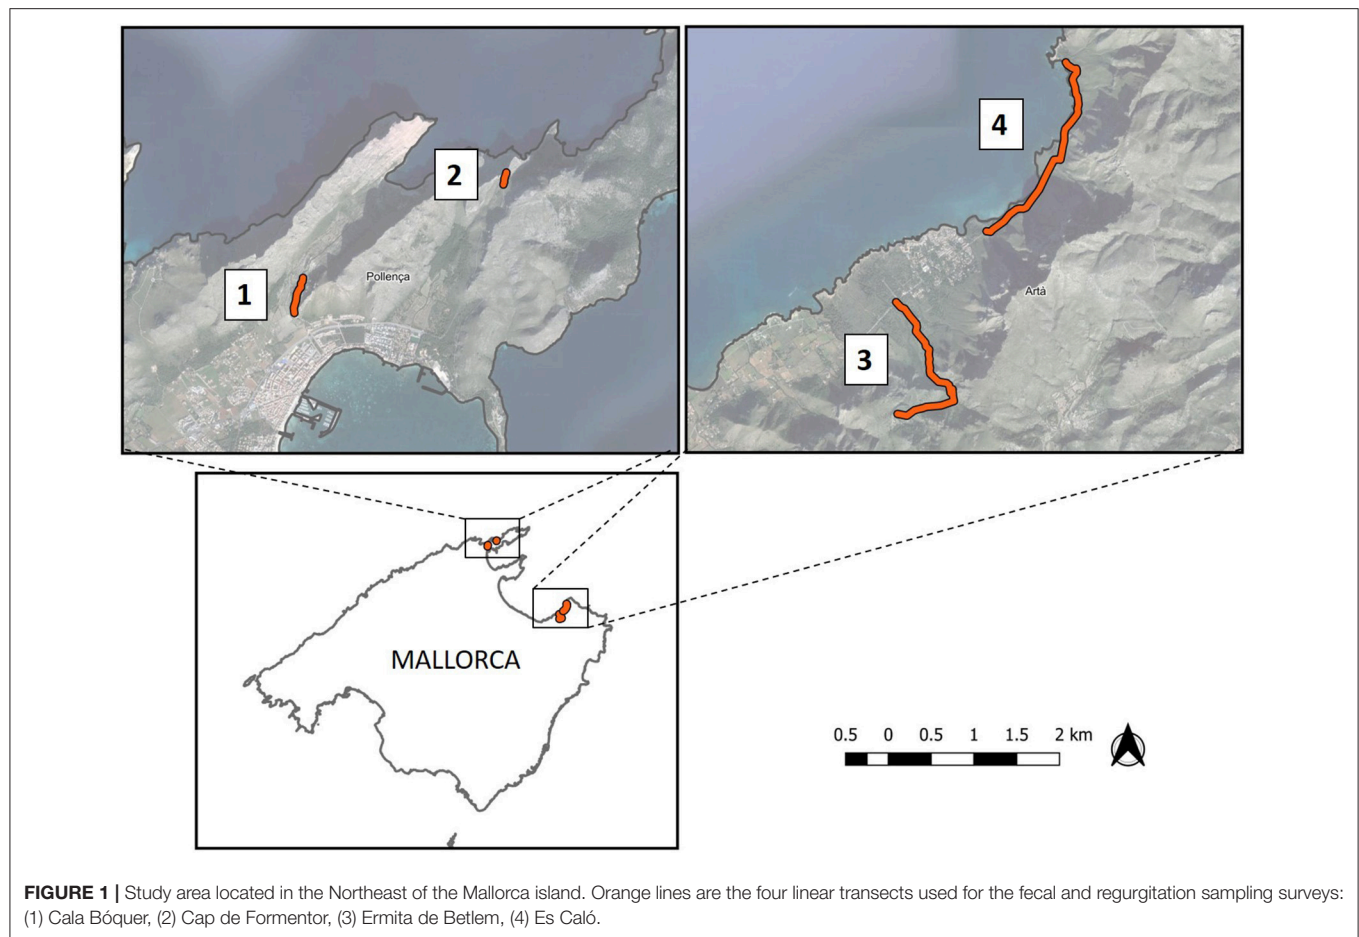 1
2
Pollença
4
Artà
3
MALLORCA
0.5 0 0.5 1 1.5 2 km
FIGURE 1 | Study area located in the Northeast of the Mallorca island. Orange lines are the four linear transects used for the fecal and regurgitation sampling surveys:
(1) Cala Bóquer, (2) Cap de Formentor, (3) Ermita de Betlem, (4) Es Caló.